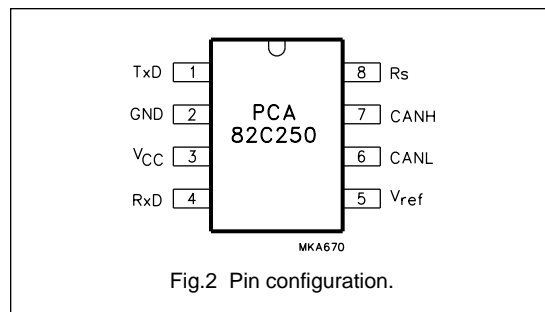 TxD 1 8 Rs
GND 2 PCA 7 CANH
82C250
VCC 3 6 CANL
RxD 4 5 Vref
MKA670
Fig.2 Pin configuration.